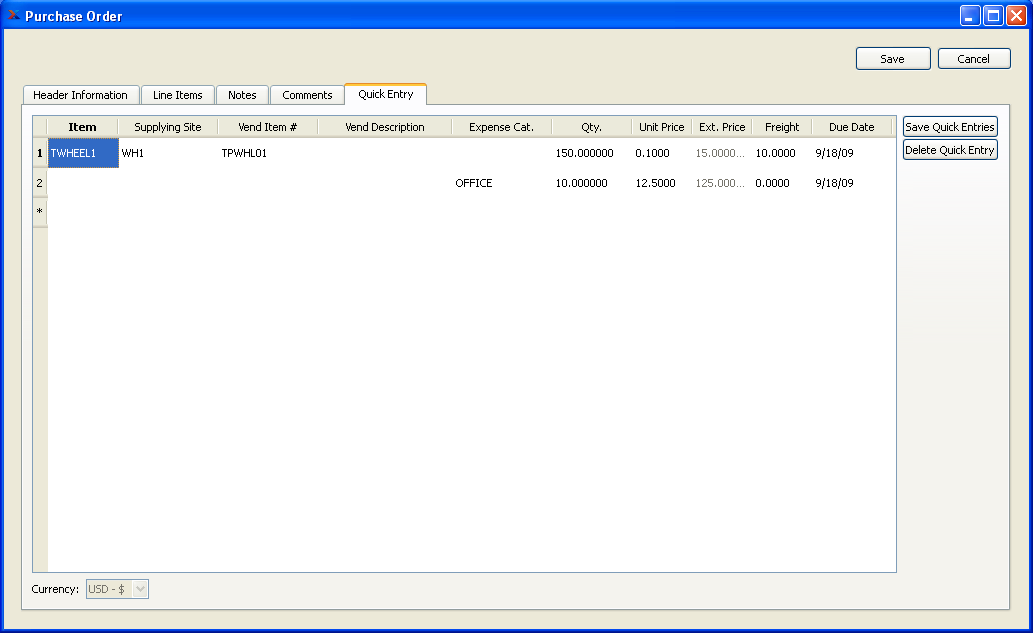 Purchase Order
Save Cancel
Header Information Line Items Notes Comments Quick Entry
Item Supplying Site Vend Item # Vend Description Expense Cat. Qty. Unit Price Ext. Price Freight Due Date Save Quick Entries
1 TWHEEL1 WH1 TPWHL01 150.000000 0.1000 15.0000... 10.0000 9/18/09 Delete Quick Entry
2 OFFICE 10.000000 12.5000 125.000... 0.0000 9/18/09
*
Currency: USD - $